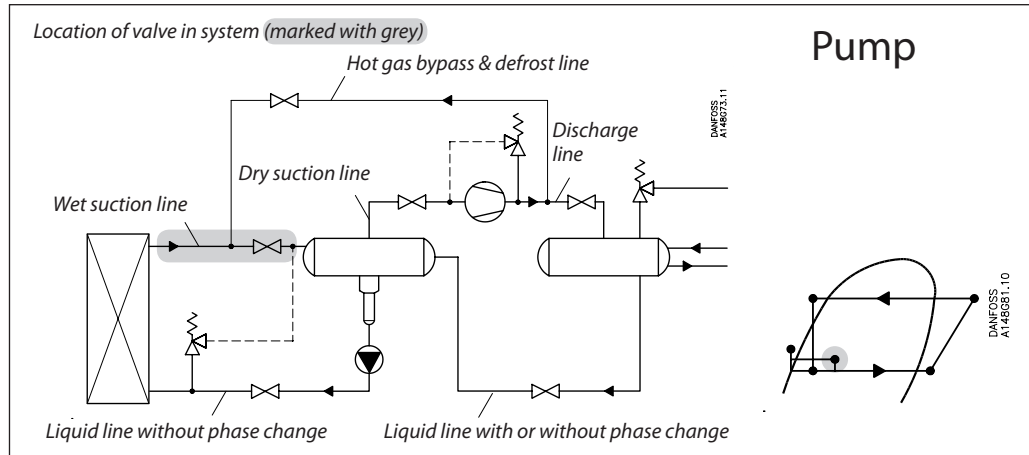 Location of valve in system (marked with grey)
Pump
Hot gas bypass & defrost line
DANFOSS
A148G73.11
Discharge
line
Dry suction line
Wet suction line
DANFOSS
A148G81.10
Liquid line without phase change
Liquid line with or without phase change